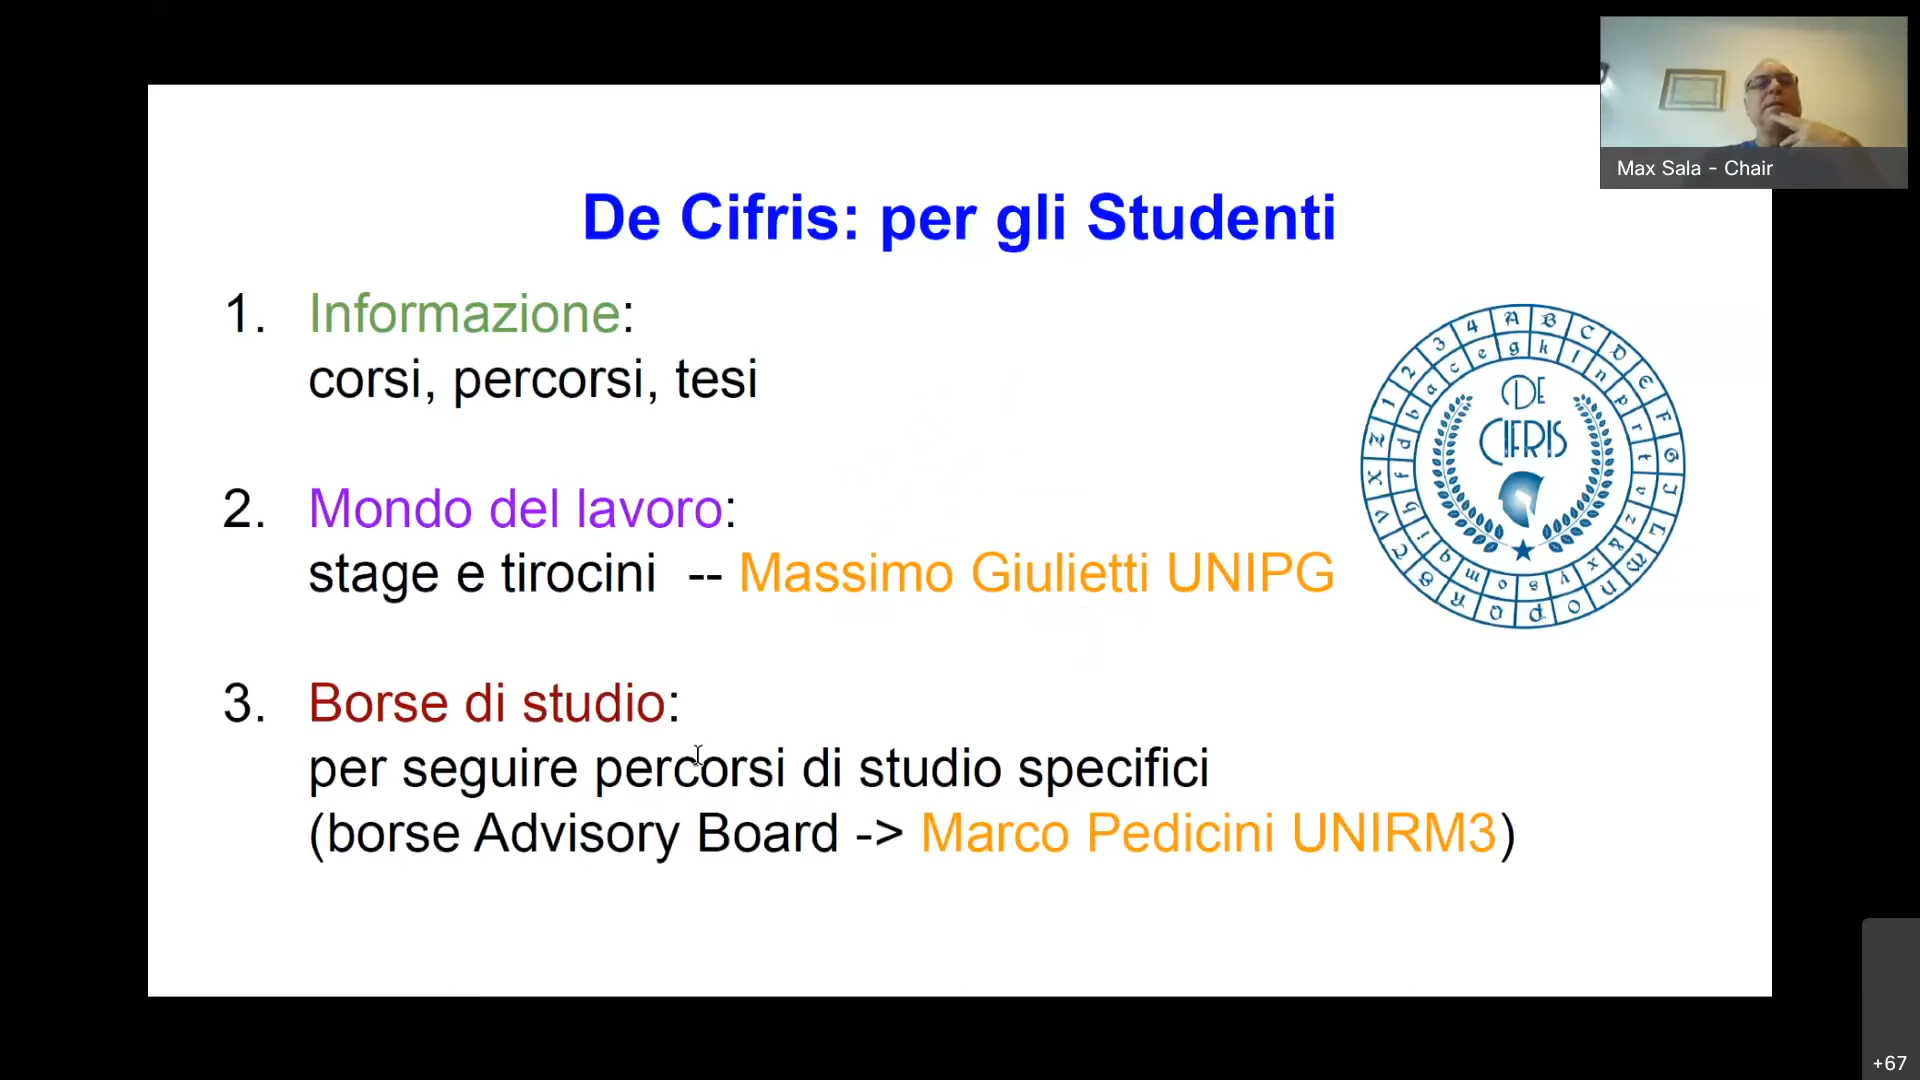 Max Sala - Chair
De Cifris: per gli Studenti
1. Informazione:
corsi, percorsi, tesi
2. Mondo del lavoro:
stage e tirocini -- Massimo Giulietti UNIPG
3. Borse di studio:
per seguire percorsi di studio specifici
(borse Advisory Board -> Marco Pedicini UNIRM3)
DE
CIFRIS
+67